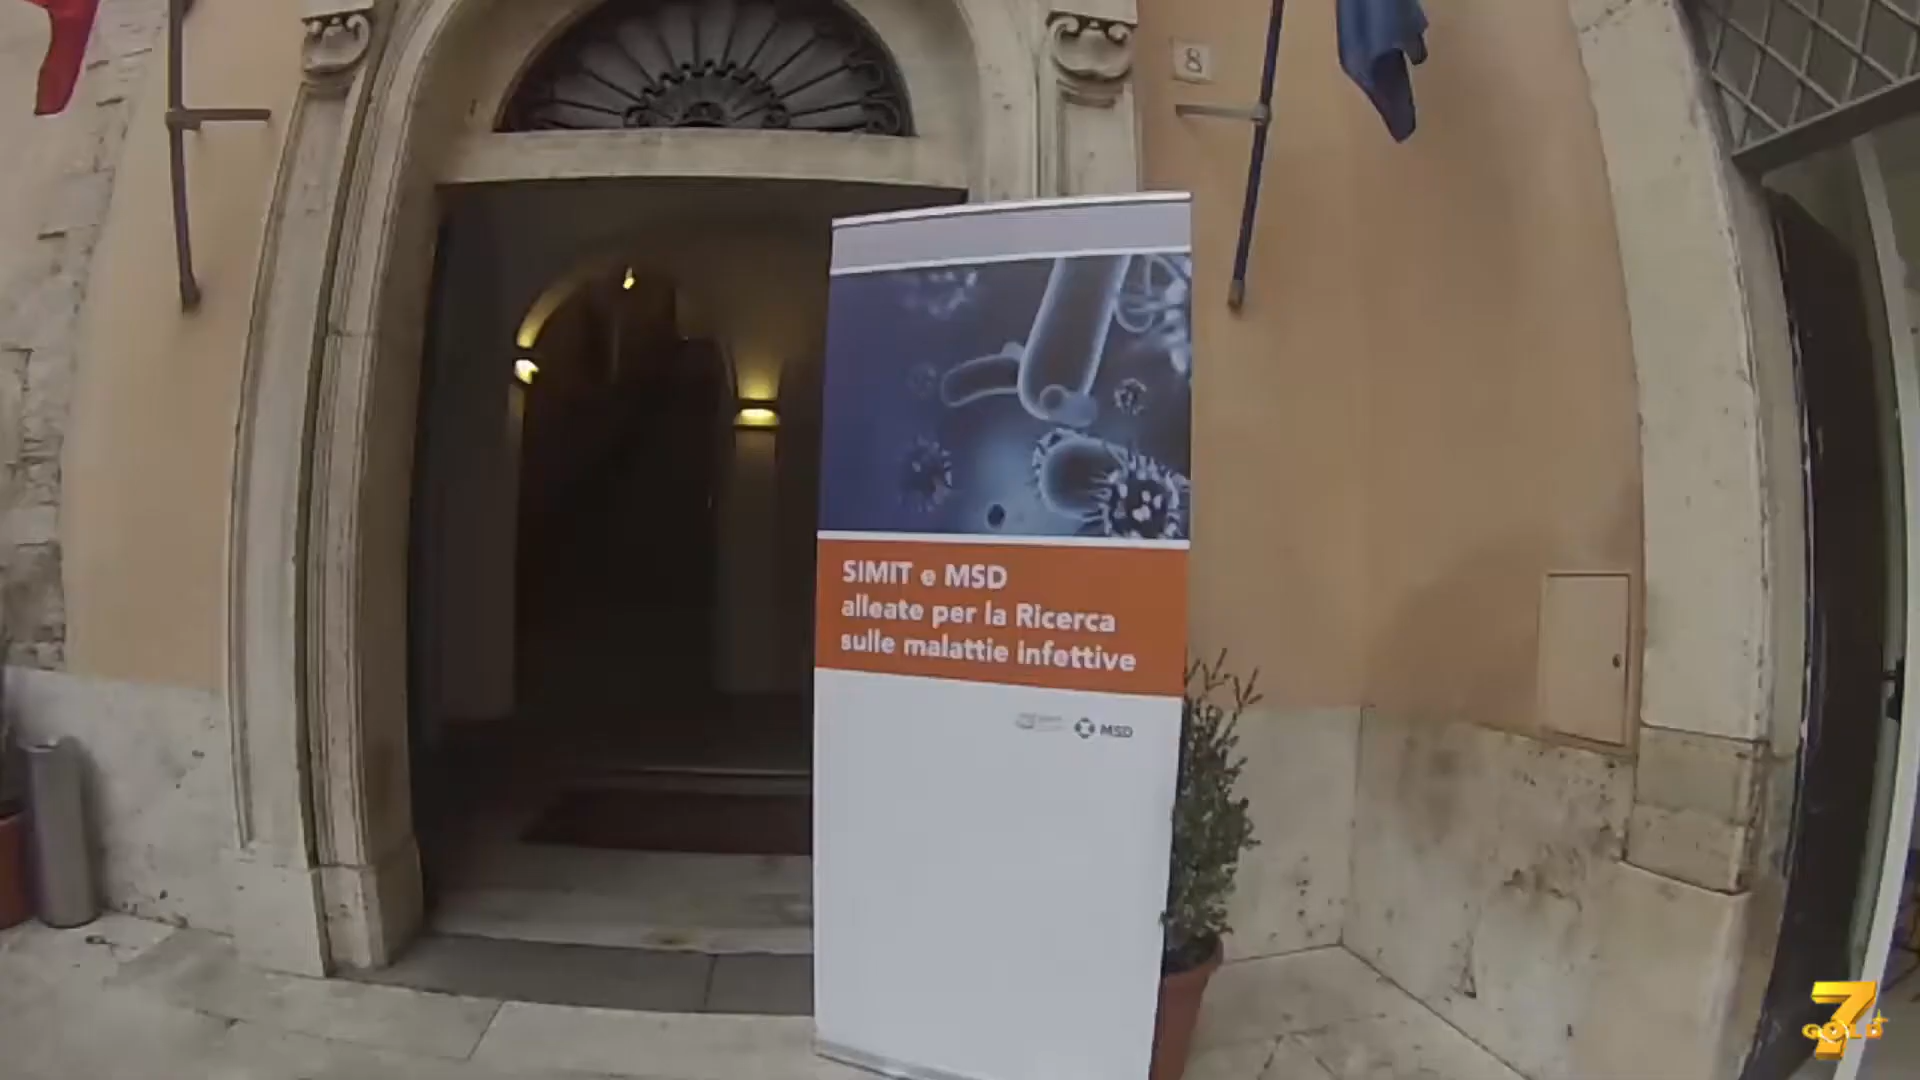 8
SIMIT e MSD
alleate per la Ricerca
sulle malattie infettive
MSD
7
GOLD